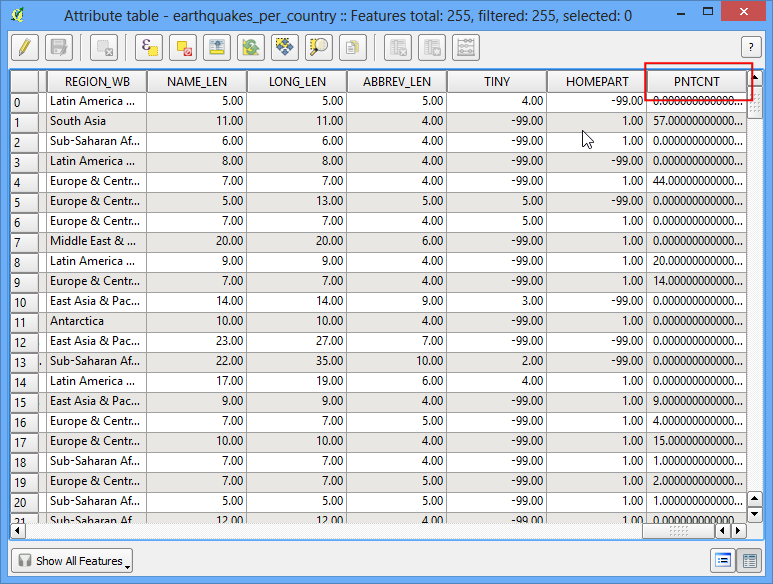 Attribute table - earthquakes_per_country :: Features total: 255, filtered: 255, selected: 0
ε
?
REGION_WB NAME_LEN LONG_LEN ABBREV_LEN TINY HOMEPART PNTCNT
0 Latin America ... 5.00 5.00 5.00 4.00 -99.00 0.000000000000...
1 South Asia 11.00 11.00 4.00 -99.00 1.00 57.00000000000...
2 Sub-Saharan Af... 6.00 6.00 4.00 -99.00 1.00 0.000000000000...
3 Latin America ... 8.00 8.00 4.00 -99.00 -99.00 0.000000000000...
4 Europe & Centr... 7.00 7.00 4.00 -99.00 1.00 44.00000000000...
5 Europe & Centr... 5.00 13.00 5.00 5.00 -99.00 0.000000000000...
6 Europe & Centr... 7.00 7.00 4.00 5.00 1.00 0.000000000000...
7 Middle East & ... 20.00 20.00 6.00 -99.00 1.00 0.000000000000...
8 Latin America ... 9.00 9.00 4.00 -99.00 1.00 20.00000000000...
9 Europe & Centr... 7.00 7.00 4.00 -99.00 1.00 14.00000000000...
10 East Asia & Pac... 14.00 14.00 9.00 3.00 -99.00 0.000000000000...
11 Antarctica 10.00 10.00 4.00 -99.00 1.00 0.000000000000...
12 East Asia & Pac... 23.00 27.00 7.00 -99.00 -99.00 0.000000000000...
13 . Sub-Saharan Af... 22.00 35.00 10.00 2.00 -99.00 0.000000000000...
14 Latin America ... 17.00 19.00 6.00 4.00 1.00 0.000000000000...
15 East Asia & Pac... 9.00 9.00 4.00 -99.00 1.00 9.000000000000...
16 Europe & Centr... 7.00 7.00 5.00 -99.00 1.00 4.000000000000...
17 Europe & Centr... 10.00 10.00 4.00 -99.00 1.00 15.00000000000...
18 Sub-Saharan Af... 7.00 7.00 4.00 -99.00 1.00 0.000000000000...
19 Europe & Centr... 7.00 7.00 5.00 -99.00 1.00 2.000000000000...
20 Sub-Saharan Af... 5.00 5.00 5.00 -99.00 1.00 1.000000000000...
21 Sub-Saharan Af... 12.00 12.00 4.00 -99.00 1.00 0.000000000000...
Show All Features